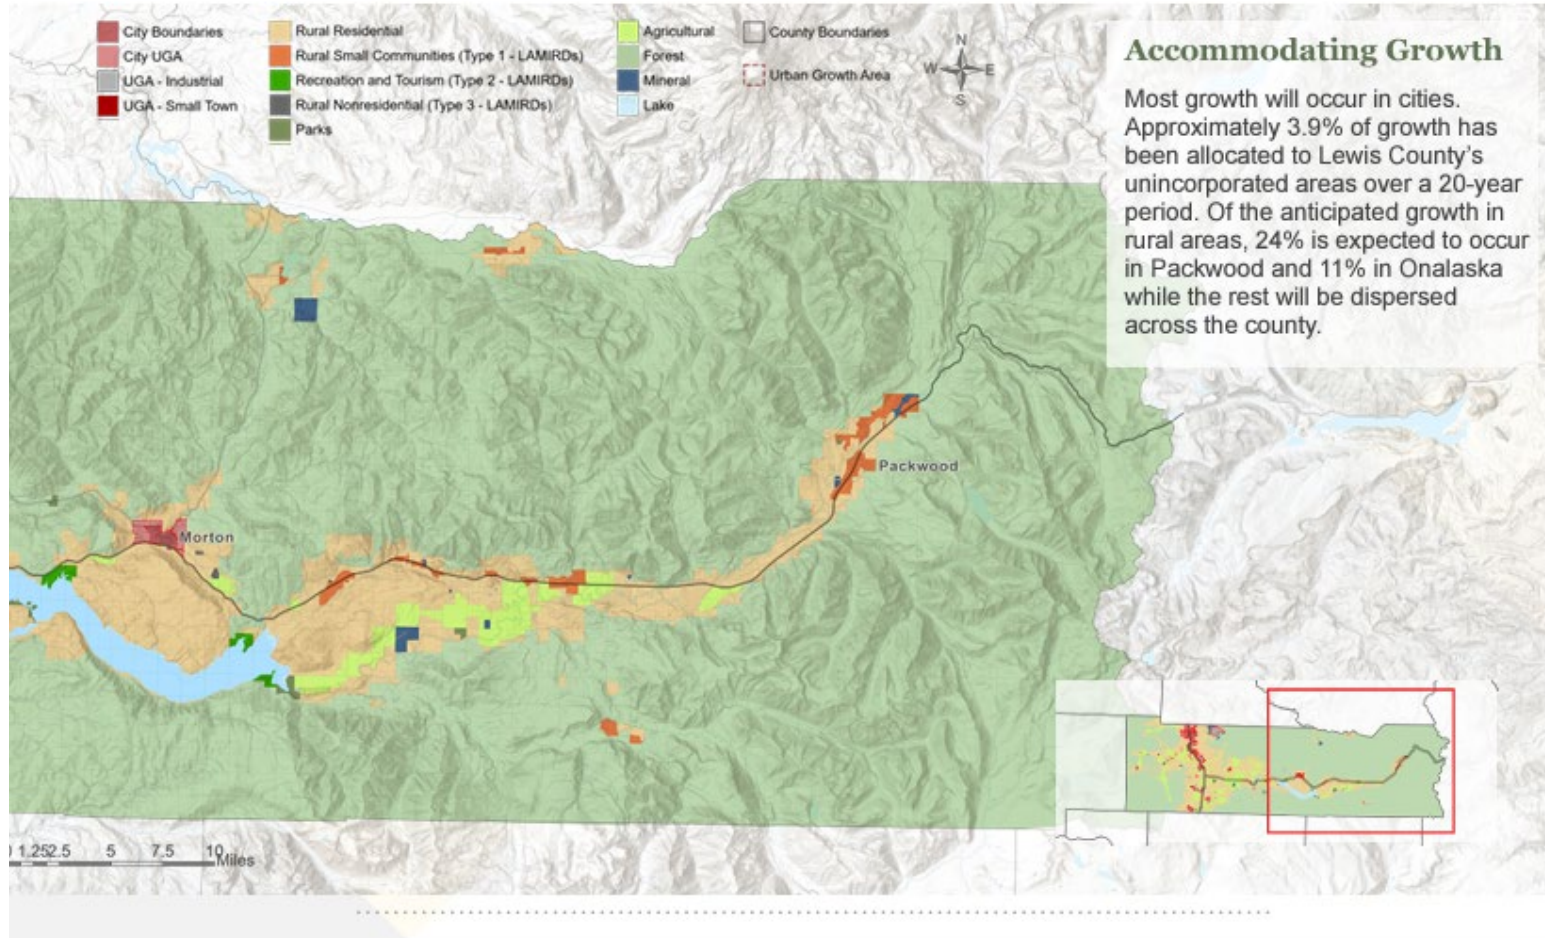 City Boundaries
City UGA
UGA - Industrial
UGA - Small Town
Rural Residential
Rural Small Communities (Type 1 - LAMIRDs)
Recreation and Tourism (Type 2 - LAMIRDs)
Rural Nonresidential (Type 3 - LAMIRDs)
Parks
Agricultural
Forest
Mineral
Lake
County Boundaries
Urban Growth Area
N
W E
S
Accommodating Growth
Most growth will occur in cities.
Approximately 3.9% of growth has
been allocated to Lewis County’s
unincorporated areas over a 20-year
period. Of the anticipated growth in
rural areas, 24% is expected to occur
in Packwood and 11% in Onalaska
while the rest will be dispersed
across the county.
Packwood
Morton
0 1.25 2.5 5 7.5 10 Miles